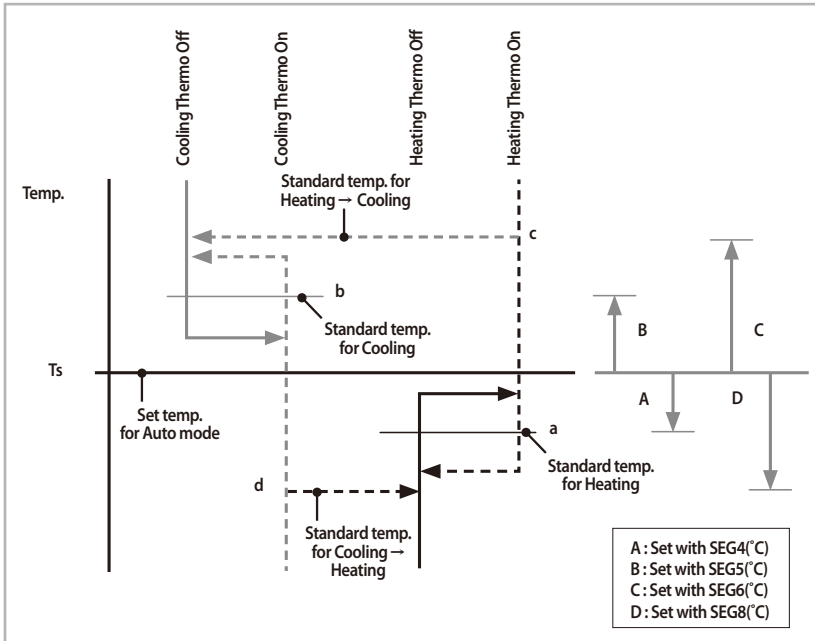 Cooling Thermo Off
Cooling Thermo On
Heating Thermo Off
Heating Thermo On
Temp.
Standard temp. for
Heating → Cooling
c
b
Standard temp.
for Cooling
B
C
Ts
Set temp.
for Auto mode
A
D
a
Standard temp.
for Heating
d
Standard temp.
for Cooling →
Heating
A : Set with SEG4(˚C)
B : Set with SEG5(˚C)
C : Set with SEG6(˚C)
D : Set with SEG8(˚C)